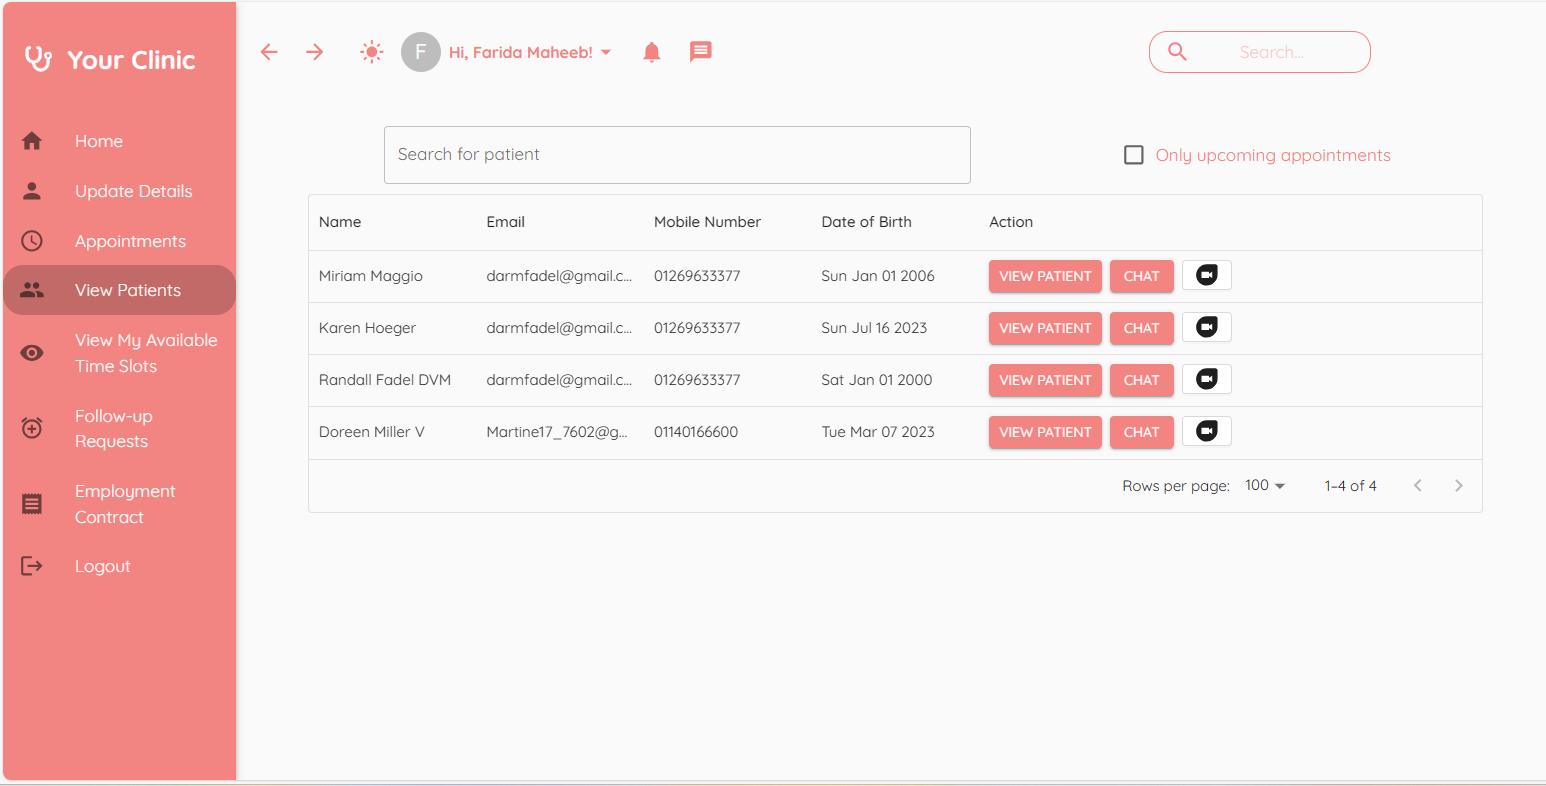 Your Clinic
F
Hi, Farida Maheeb!
Search...
Home
Update Details
Appointments
View Patients
View My Available
Time Slots
Follow-up
Requests
Employment
Contract
Logout
Search for patient
Only upcoming appointments
Name Email Mobile Number Date of Birth Action
Miriam Maggio darmfadel@gmail.c... 01269633377 Sun Jan 01 2006 VIEW PATIENT CHAT
Karen Hoeger darmfadel@gmail.c... 01269633377 Sun Jul 16 2023 VIEW PATIENT CHAT
Randall Fadel DVM darmfadel@gmail.c... 01269633377 Sat Jan 01 2000 VIEW PATIENT CHAT
Doreen Miller V Martine17_7602@g... 01140166600 Tue Mar 07 2023 VIEW PATIENT CHAT
Rows per page: 100 1–4 of 4